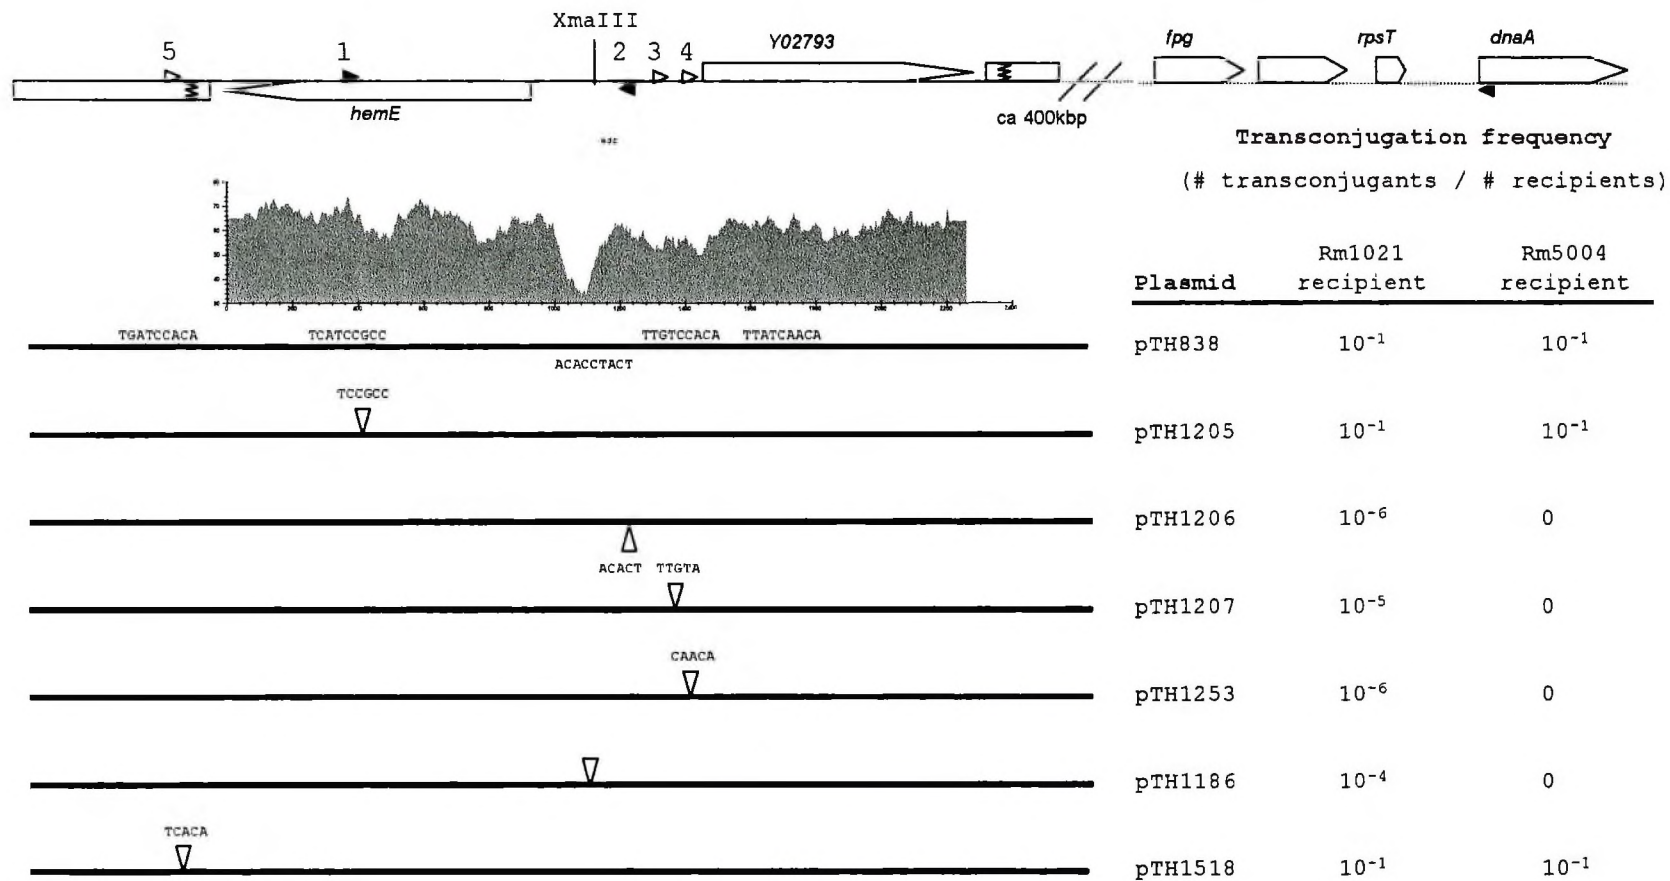 XmaIII
5 1 2 3 4 Y02793 fpg rpsT dnaA
hemE
ca 400kbp
Transconjugation frequency
(# transconjugants / # recipients)
Rm1021 Rm5004
Plasmid recipient recipient
TGATCCACA TCATCCGCC TTGTCCACA TTATCAACA
ACACCTACT
pTH838 10⁻¹ 10⁻¹
TCCGCC
pTH1205 10⁻¹ 10⁻¹
pTH1206 10⁻⁶ 0
ACACT TTGTA
pTH1207 10⁻⁵ 0
CAACA
pTH1253 10⁻⁶ 0
pTH1186 10⁻⁴ 0
TCACA
pTH1518 10⁻¹ 10⁻¹